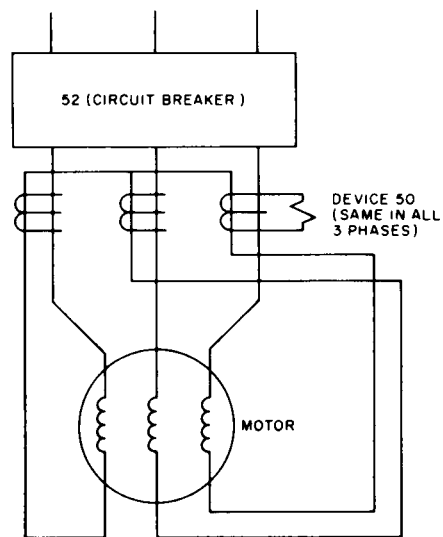 52 (CIRCUIT BREAKER)
DEVICE 50
(SAME IN ALL
3 PHASES)
MOTOR